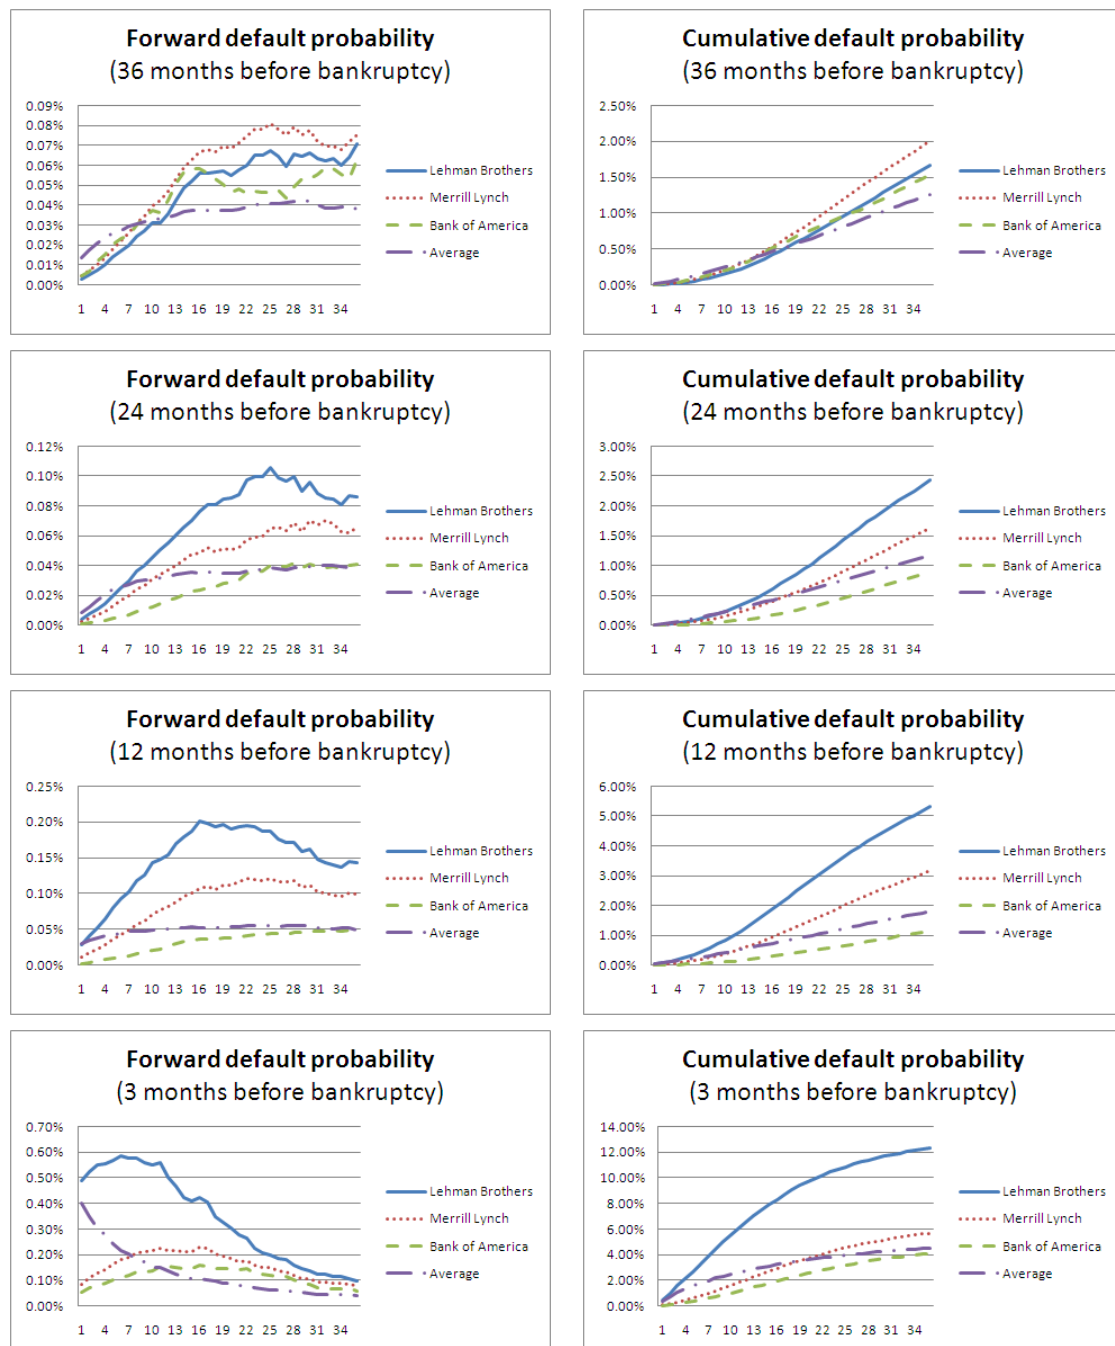 Forward default probability
(36 months before bankruptcy)
0.09%
0.08%
0.07%
0.06%
0.05%
0.04%
0.03%
0.02%
0.01%
0.00%
1 4 7 10 13 16 19 22 25 28 31 34
Lehman Brothers
Merrill Lynch
Bank of America
Average
Cumulative default probability
(36 months before bankruptcy)
2.50%
2.00%
1.50%
1.00%
0.50%
0.00%
1 4 7 10 13 16 19 22 25 28 31 34
Lehman Brothers
Merrill Lynch
Bank of America
Average
Forward default probability
(24 months before bankruptcy)
0.12%
0.10%
0.08%
0.06%
0.04%
0.02%
0.00%
1 4 7 10 13 16 19 22 25 28 31 34
Lehman Brothers
Merrill Lynch
Bank of America
Average
Cumulative default probability
(24 months before bankruptcy)
3.00%
2.50%
2.00%
1.50%
1.00%
0.50%
0.00%
1 4 7 10 13 16 19 22 25 28 31 34
Lehman Brothers
Merrill Lynch
Bank of America
Average
Forward default probability
(12 months before bankruptcy)
0.25%
0.20%
0.15%
0.10%
0.05%
0.00%
1 4 7 10 13 16 19 22 25 28 31 34
Lehman Brothers
Merrill Lynch
Bank of America
Average
Cumulative default probability
(12 months before bankruptcy)
6.00%
5.00%
4.00%
3.00%
2.00%
1.00%
0.00%
1 4 7 10 13 16 19 22 25 28 31 34
Lehman Brothers
Merrill Lynch
Bank of America
Average
Forward default probability
(3 months before bankruptcy)
0.70%
0.60%
0.50%
0.40%
0.30%
0.20%
0.10%
0.00%
1 4 7 10 13 16 19 22 25 28 31 34
Lehman Brothers
Merrill Lynch
Bank of America
Average
Cumulative default probability
(3 months before bankruptcy)
14.00%
12.00%
10.00%
8.00%
6.00%
4.00%
2.00%
0.00%
1 4 7 10 13 16 19 22 25 28 31 34
Lehman Brothers
Merrill Lynch
Bank of America
Average